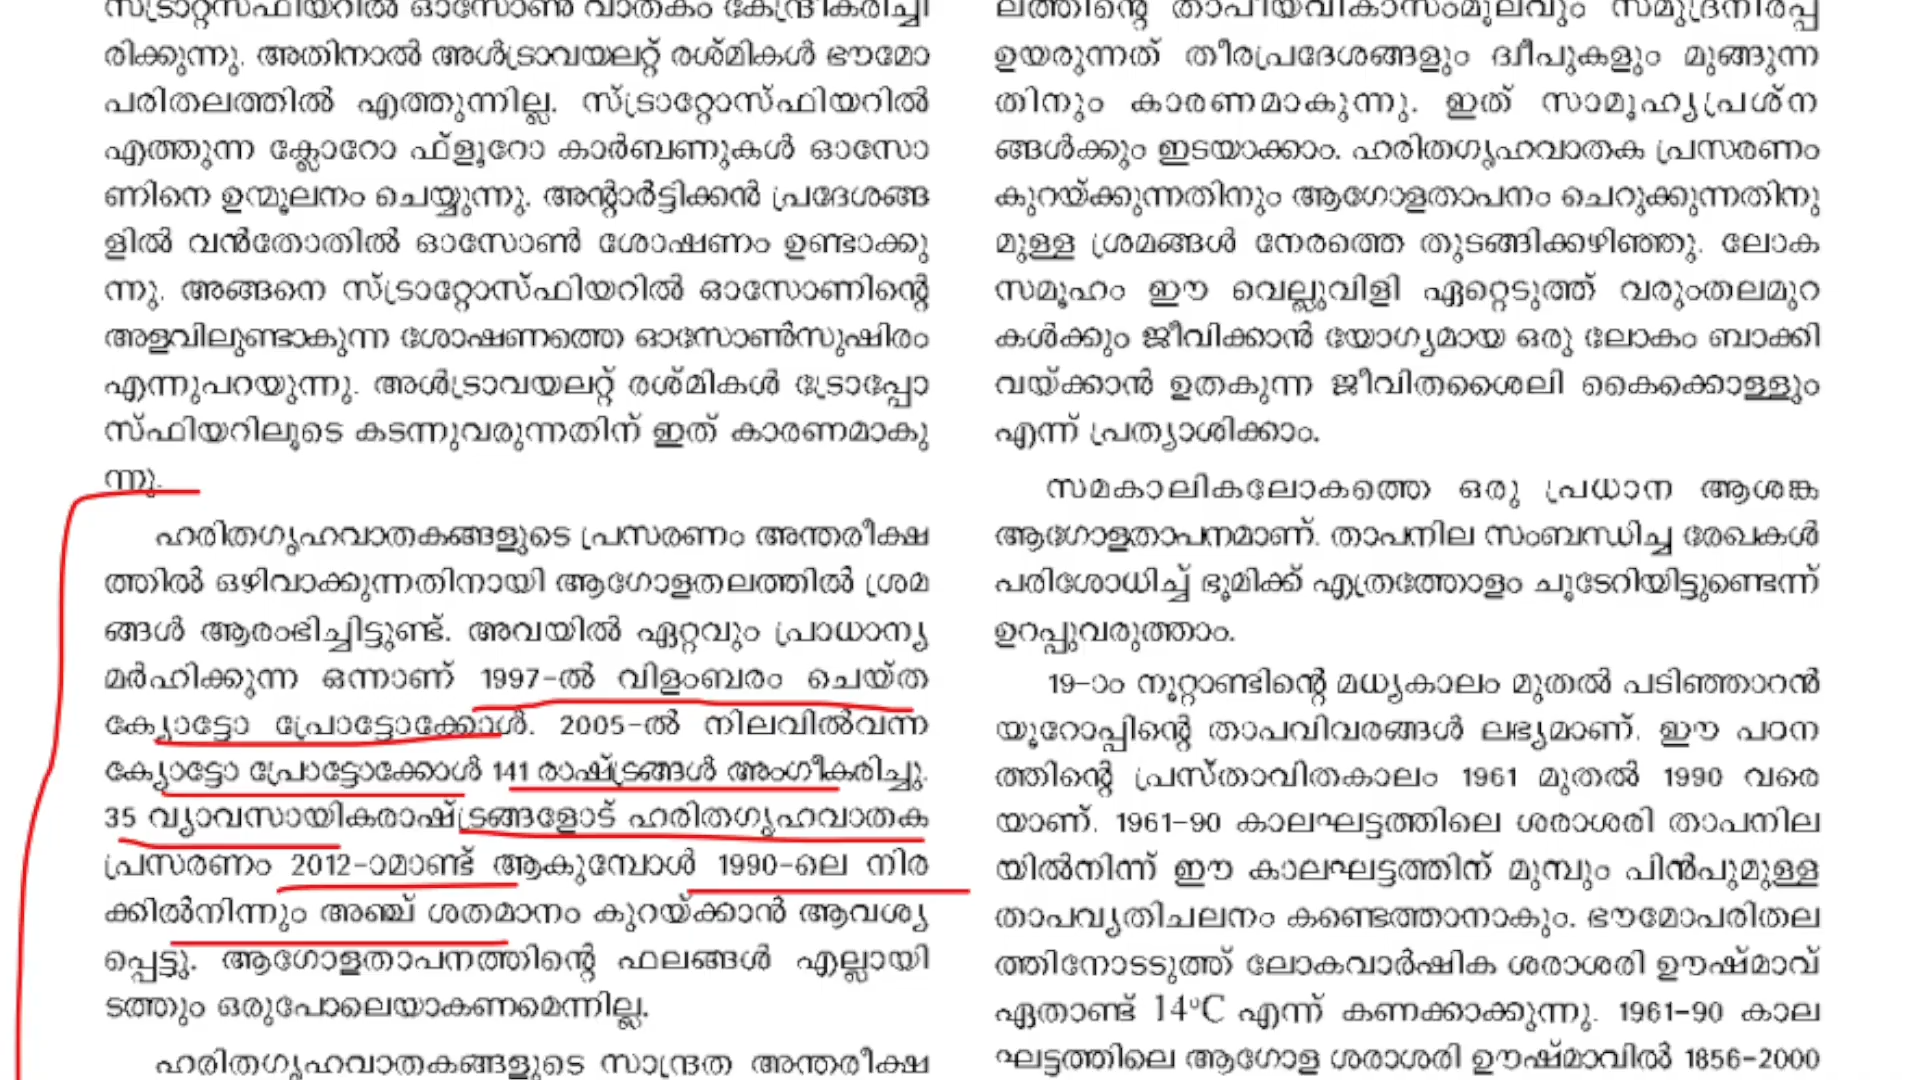 സ്ട്രാറ്റോസ്ഫിയറിൽ ഓസോൺ വാതകം കേന്ദ്രീകരിച്ചി
രിക്കുന്നു. അതിനാൽ അൾട്രാവയലറ്റ് രശ്മികൾ ഭൗമോ
പരിതലത്തിൽ എത്തുന്നില്ല. സ്ട്രാറ്റോസ്ഫിയറിൽ
എത്തുന്ന ക്ലോറോ ഫ്ളൂറോ കാർബണുകൾ ഓസോ
ണിനെ ഉന്മൂലനം ചെയ്യുന്നു. അന്റാർട്ടിക്കൻ പ്രദേശങ്ങ
ളിൽ വൻതോതിൽ ഓസോൺ ശോഷണം ഉണ്ടാക്കു
ന്നു. അങ്ങനെ സ്ട്രാറ്റോസ്ഫിയറിൽ ഓസോണിന്റെ
അളവിലുണ്ടാകുന്ന ശോഷണത്തെ ഓസോൺസുഷിരം
എന്നുപറയുന്നു. അൾട്രാവയലറ്റ് രശ്മികൾ ട്രോപ്പോ
സ്ഫിയറിലൂടെ കടന്നുവരുന്നതിന് ഇത് കാരണമാകു
ന്നു.
ഹരിതഗൃഹവാതകങ്ങളുടെ പ്രസരണം അന്തരീക്ഷ
ത്തിൽ ഒഴിവാക്കുന്നതിനായി ആഗോളതലത്തിൽ ശ്രമ
ങ്ങൾ ആരംഭിച്ചിട്ടുണ്ട്. അവയിൽ ഏറ്റവും പ്രാധാന്യ
മർഹിക്കുന്ന ഒന്നാണ് 1997-ൽ വിളംബരം ചെയ്ത
ക്യോട്ടോ പ്രോട്ടോക്കോൾ. 2005-ൽ നിലവിൽവന്ന
ക്യോട്ടോ പ്രോട്ടോക്കോൾ 141 രാഷ്ട്രങ്ങൾ അംഗീകരിച്ചു.
35 വ്യാവസായികരാഷ്ട്രങ്ങളോട് ഹരിതഗൃഹവാതക
പ്രസരണം 2012-ാമാണ്ട് ആകുമ്പോൾ 1990-ലെ നിര
ക്കിൽനിന്നും അഞ്ച് ശതമാനം കുറയ്ക്കാൻ ആവശ്യ
പ്പെട്ടു. ആഗോളതാപനത്തിന്റെ ഫലങ്ങൾ എല്ലായി
ടത്തും ഒരുപോലെയാകണമെന്നില്ല.
ഹരിതഗൃഹവാതകങ്ങളുടെ സാന്ദ്രത അന്തരീക്ഷ
ലത്തിന്റെ താപീയവികാസംമൂലവും സമുദ്രനിരപ്പ്
ഉയരുന്നത് തീരപ്രദേശങ്ങളും ദ്വീപുകളും മുങ്ങുന്ന
തിനും കാരണമാകുന്നു. ഇത് സാമൂഹ്യപ്രശ്ന
ങ്ങൾക്കും ഇടയാക്കാം. ഹരിതഗൃഹവാതക പ്രസരണം
കുറയ്ക്കുന്നതിനും ആഗോളതാപനം ചെറുക്കുന്നതിനു
മുള്ള ശ്രമങ്ങൾ നേരത്തെ തുടങ്ങിക്കഴിഞ്ഞു. ലോക
സമൂഹം ഈ വെല്ലുവിളി ഏറ്റെടുത്ത് വരുംതലമുറ
കൾക്കും ജീവിക്കാൻ യോഗ്യമായ ഒരു ലോകം ബാക്കി
വയ്ക്കാൻ ഉതകുന്ന ജീവിതശൈലി കൈക്കൊള്ളും
എന്ന് പ്രത്യാശിക്കാം.
സമകാലികലോകത്തെ ഒരു പ്രധാന ആശങ്ക
ആഗോളതാപനമാണ്. താപനില സംബന്ധിച്ച രേഖകൾ
പരിശോധിച്ച് ഭൂമിക്ക് എത്രത്തോളം ചൂടേറിയിട്ടുണ്ടെന്ന്
ഉറപ്പുവരുത്താം.
19-ാം നൂറ്റാണ്ടിന്റെ മധ്യകാലം മുതൽ പടിഞ്ഞാറൻ
യൂറോപ്പിന്റെ താപവിവരങ്ങൾ ലഭ്യമാണ്. ഈ പഠന
ത്തിന്റെ പ്രസ്താവിതകാലം 1961 മുതൽ 1990 വരെ
യാണ്. 1961-90 കാലഘട്ടത്തിലെ ശരാശരി താപനില
യിൽനിന്ന് ഈ കാലഘട്ടത്തിന് മുമ്പും പിൻപുമുള്ള
താപവ്യതിചലനം കണ്ടെത്താനാകും. ഭൗമോപരിതല
ത്തിനോടടുത്ത് ലോകവാർഷിക ശരാശരി ഊഷ്മാവ്
ഏതാണ്ട് 14°C എന്ന് കണക്കാക്കുന്നു. 1961-90 കാല
ഘട്ടത്തിലെ ആഗോള ശരാശരി ഊഷ്മാവിൽ 1856-2000